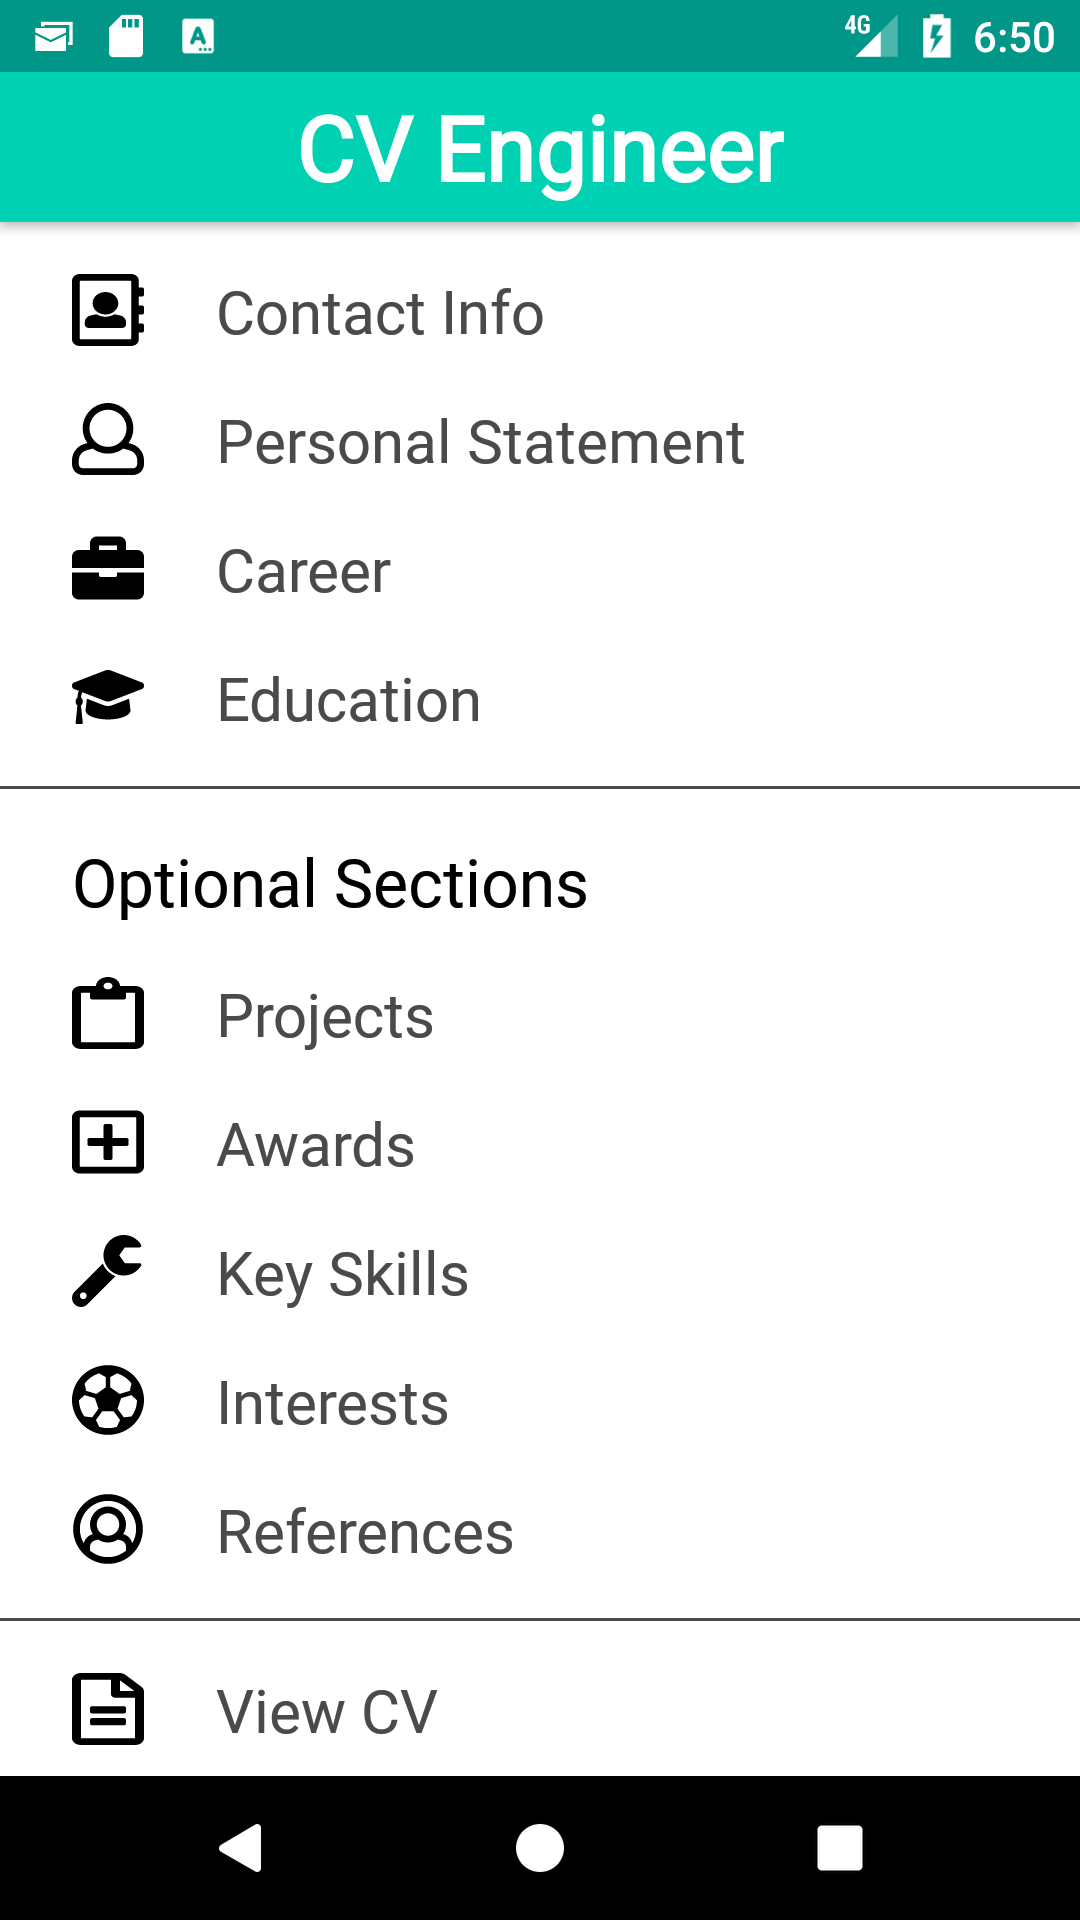 4G 6:50
CV Engineer
Contact Info
Personal Statement
Career
Education
Optional Sections
Projects
Awards
Key Skills
Interests
References
View CV